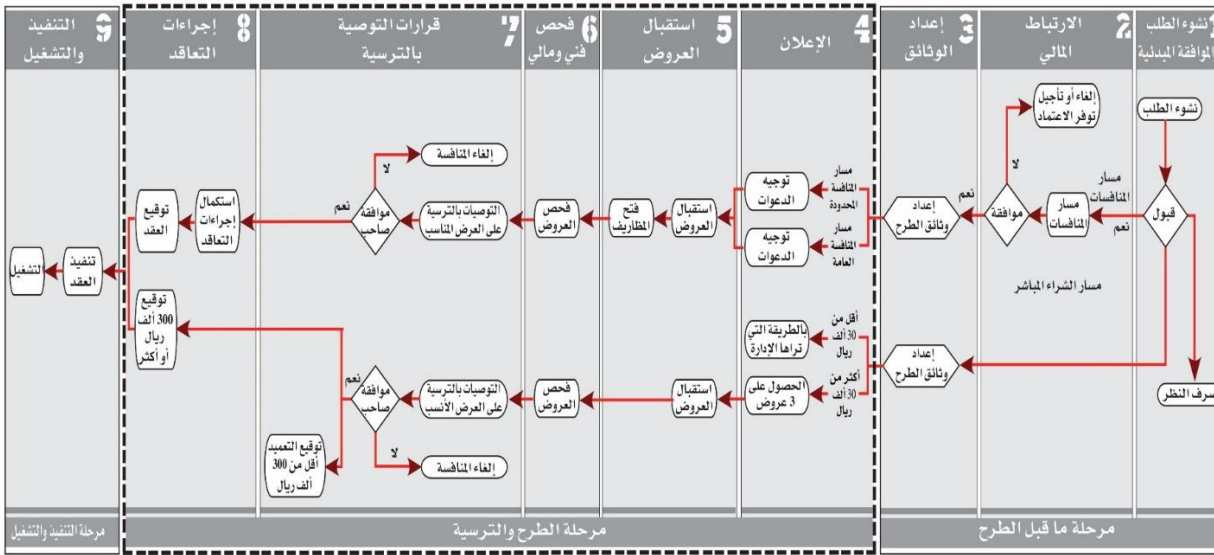 1
نشوء الطلب
الموافقة المبدئية
2
الارتباط
المالي
3
إعداد
الوثائق
4
الإعلان
5
استقبال
العروض
6
فحص
فني ومالي
7
قرارات التوصية
بالترسية
8
إجراءات
التعاقد
9
التنفيذ
والتشغيل
نشوء الطلب
قبول
مسار
المنافسات
نعم
صرف النظر
مسار
المنافسات
موافقة
لا
إلغاء أو تأجيل
توفر الاعتماد
نعم
مسار الشراء المباشر
إعداد
وثائق الطرح
مسار
المنافسة
المحدودة
توجيه
الدعوات
مسار
المنافسة
العامة
توجيه
الدعوات
استقبال
العروض
فتح
المظاريف
فحص
العروض
التوصيات بالترسية
على العرض المناسب
موافقة
صاحب
لا
إلغاء المنافسة
نعم
استكمال
إجراءات
التعاقد
توقيع
العقد
إعداد
وثائق الطرح
أقل من
30 ألف
ريال
بالطريقة التي
تراها الإدارة
أكثر من
30 ألف
ريال
الحصول على
3 عروض
استقبال
العروض
فحص
العروض
التوصيات بالترسية
على العرض الأنسب
موافقة
صاحب
نعم
لا
إلغاء المنافسة
توقيع التعميد
أقل من 300
ألف ريال
توقيع
300 ألف
ريال
أو أكثر
تنفيذ
العقد
التشغيل
مرحلة ما قبل الطرح
مرحلة الطرح والترسية
مرحلة التنفيذ والتشغيل